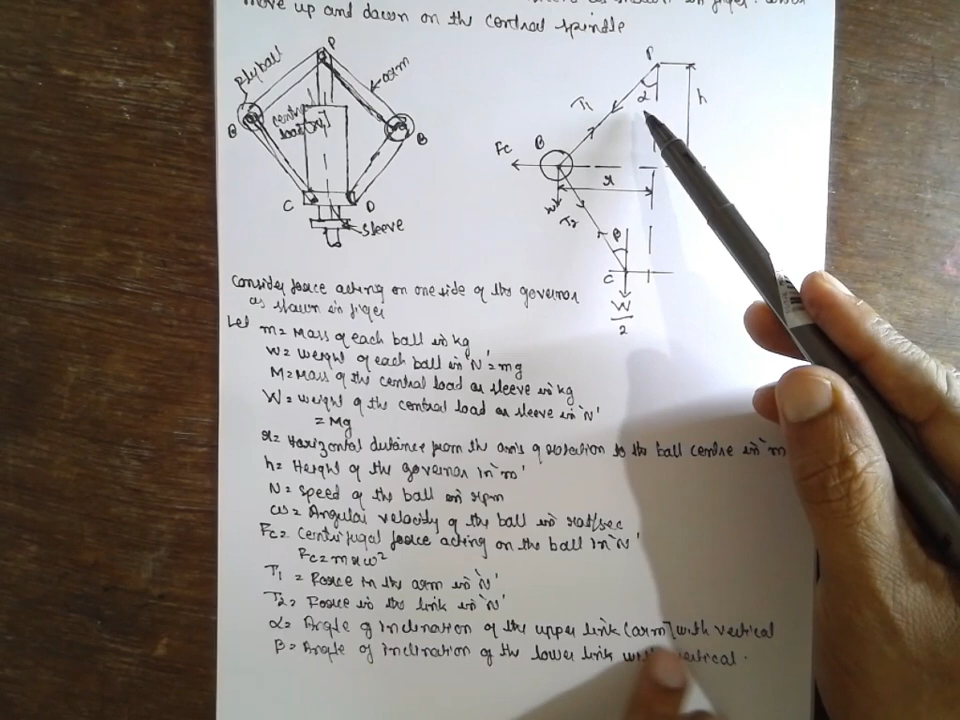 move up and down on the central spindle
P
Flyball
arm
central
load
B
B
C
D
sleeve
P
α
h
T1
B
Fc
r
w
T2
β
C
W
2
Consider force acting on one side of the governor
as shown in figer
Let m = Mass of each ball in kg
w = weight of each ball in 'N' = mg
M = Mass of the central load or sleeve in kg
W = weight of the central load or sleeve in 'N'
= Mg
r = Horizontal distance from the axis of rotation to the ball centre in m
h = Height of the governor in 'm'
N = Speed of the ball in rpm
ω = Angular velocity of the ball in rad/sec
Fc = Centrifugal force acting on the ball in 'N'
Fc = mrω²
T1 = Force in the arm in 'N'
T2 = Force in the link in 'N'
α = Angle of inclination of the upper link (arm) with vertical
β = Angle of inclination of the lower link with vertical.